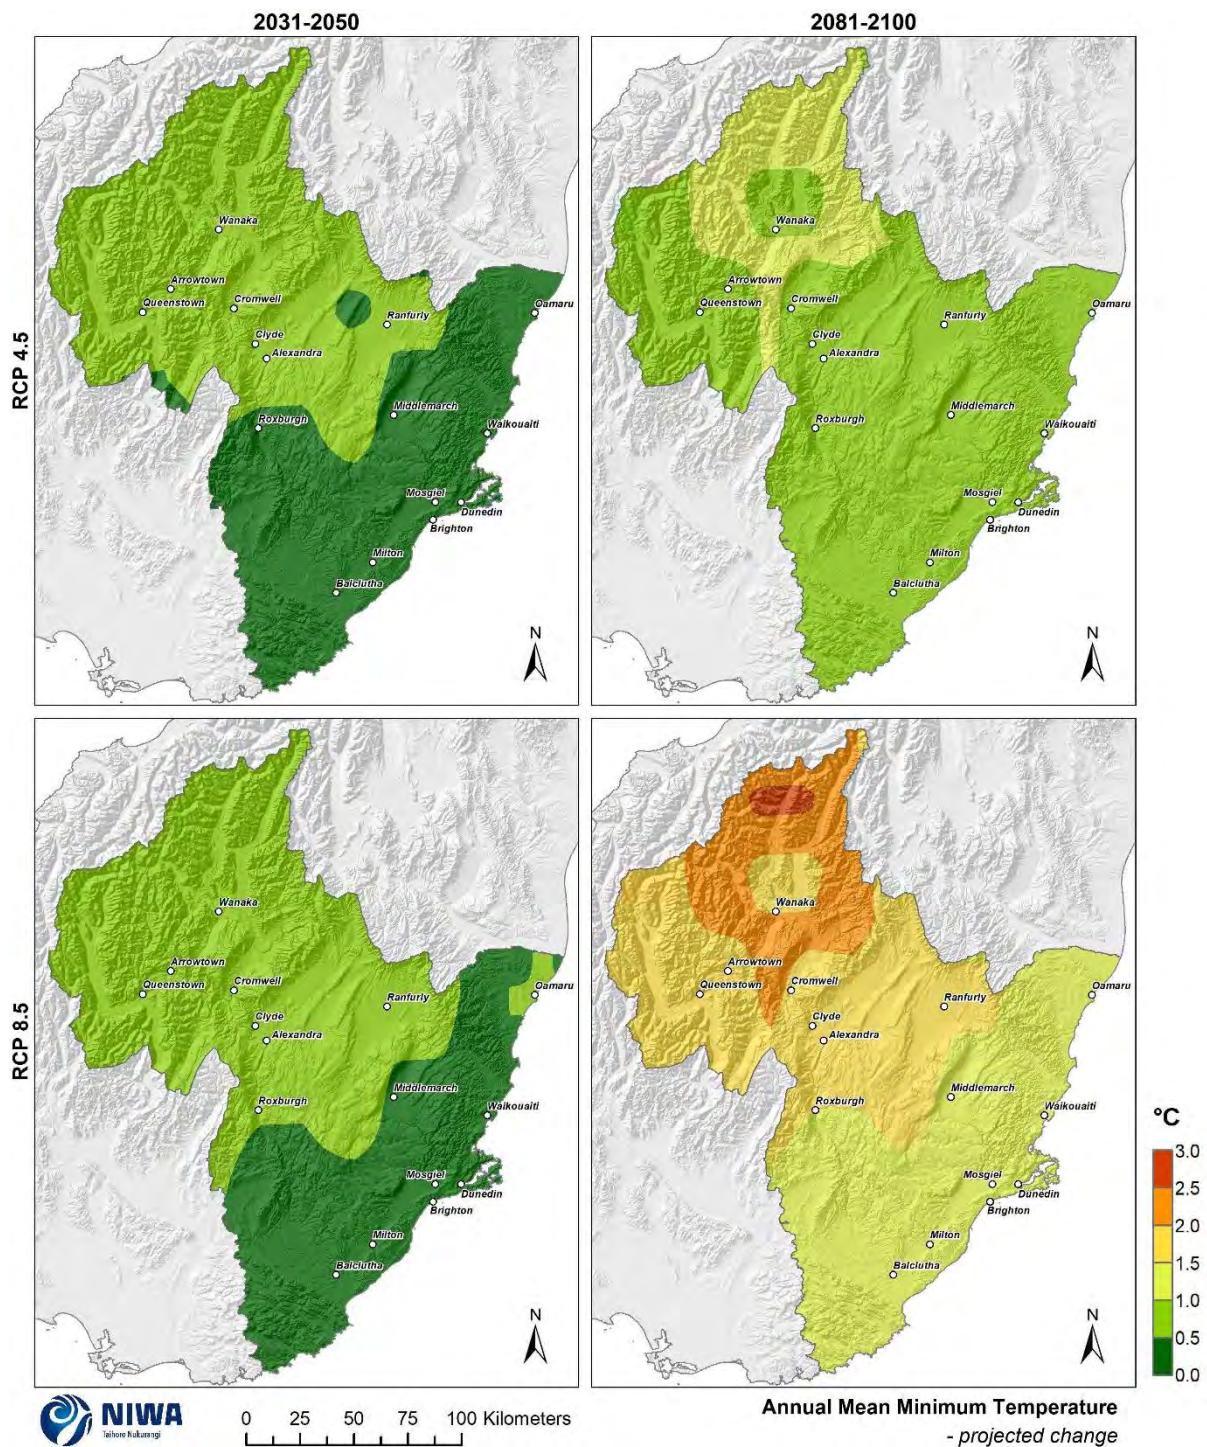 2031-2050
2081-2100
RCP 4.5
Wanaka
Arrowtown
Queenstown
Cromwell
Clyde
Alexandra
Ranfurly
Oamaru
Roxburgh
Middlemarch
Waikouaiti
Mosgiel
Dunedin
Brighton
Milton
Balclutha
N
Wanaka
Arrowtown
Queenstown
Cromwell
Clyde
Alexandra
Ranfurly
Oamaru
Roxburgh
Middlemarch
Waikouaiti
Mosgiel
Dunedin
Brighton
Milton
Balclutha
N
RCP 8.5
Wanaka
Arrowtown
Queenstown
Cromwell
Clyde
Alexandra
Ranfurly
Oamaru
Roxburgh
Middlemarch
Waikouaiti
Mosgiel
Dunedin
Brighton
Milton
Balclutha
N
Wanaka
Arrowtown
Queenstown
Cromwell
Clyde
Alexandra
Ranfurly
Oamaru
Roxburgh
Middlemarch
Waikouaiti
Mosgiel
Dunedin
Brighton
Milton
Balclutha
N
°C
3.0
2.5
2.0
1.5
1.0
0.5
0.0
NIWA
Taihoro Nukurangi
0 25 50 75 100 Kilometers
Annual Mean Minimum Temperature
- projected change